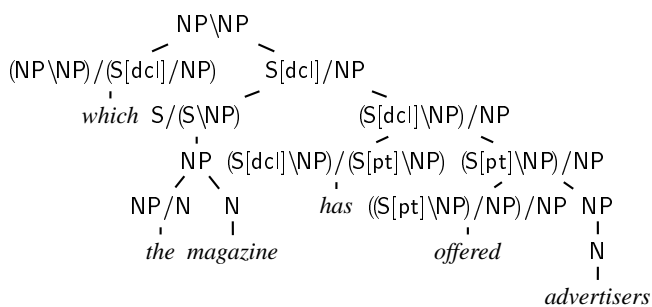 NP\NP
(NP\NP)/(S[dcl]/NP) S[dcl]/NP
which S/(S\NP) (S[dcl]\NP)/NP
NP (S[dcl]\NP)/(S[pt]\NP) (S[pt]\NP)/NP
NP/N N has ((S[pt]\NP)/NP)/NP NP
the magazine offered N
advertisers